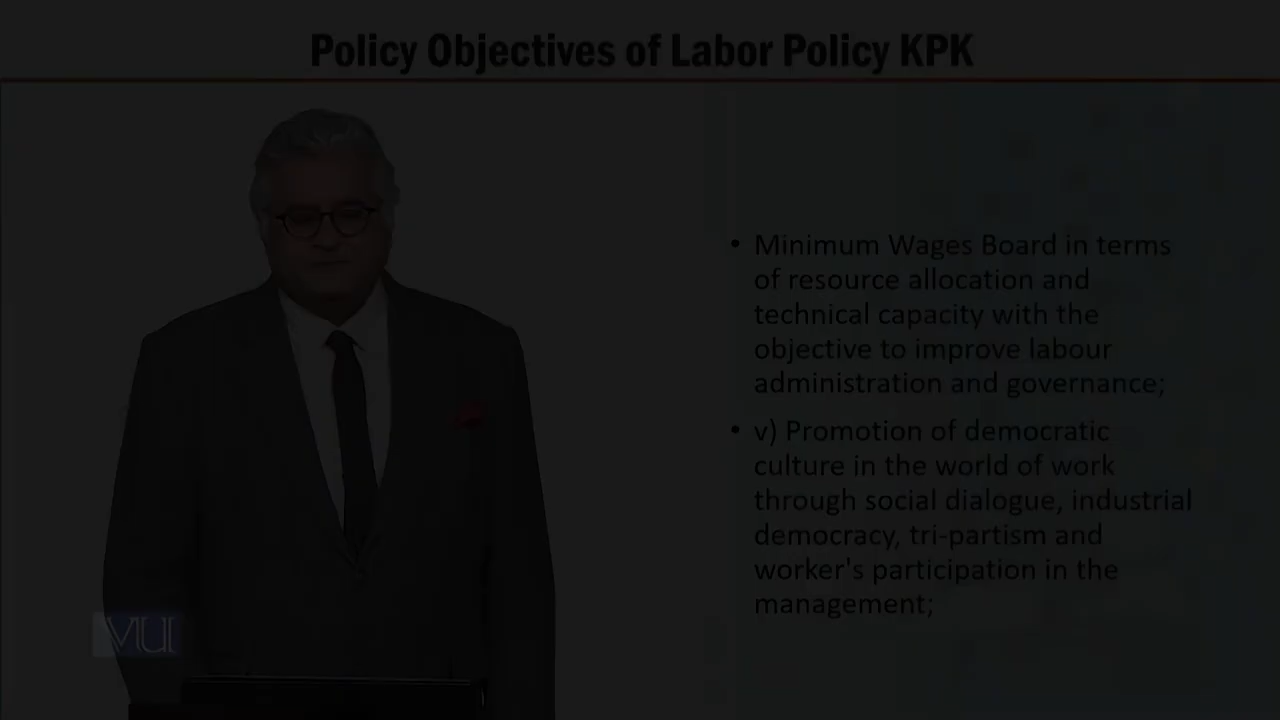 Policy Objectives of Labor Policy KPK
• Minimum Wages Board in terms
of resource allocation and
technical capacity with the
objective to improve labour
administration and governance;
• v) Promotion of democratic
culture in the world of work
through social dialogue, industrial
democracy, tri-partism and
worker's participation in the
management;
VU